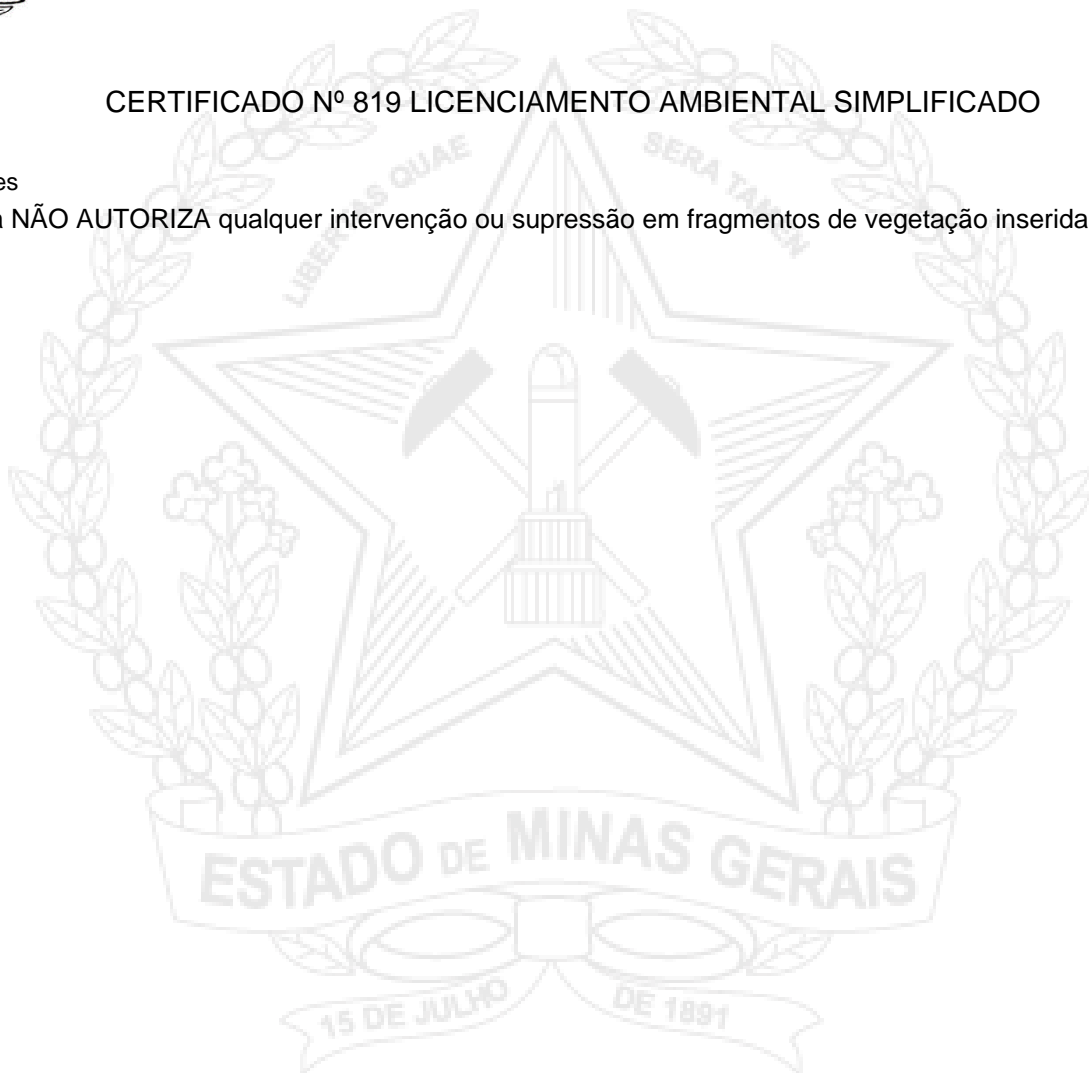 CERTIFICADO Nº 819 LICENCIAMENTO AMBIENTAL SIMPLIFICADO
NÃO AUTORIZA qualquer intervenção ou supressão em fragmentos de vegetação inserida
LIBERTAS QUAE SERA TAMEN
ESTADO DE MINAS GERAIS
15 DE JULHO DE 1891